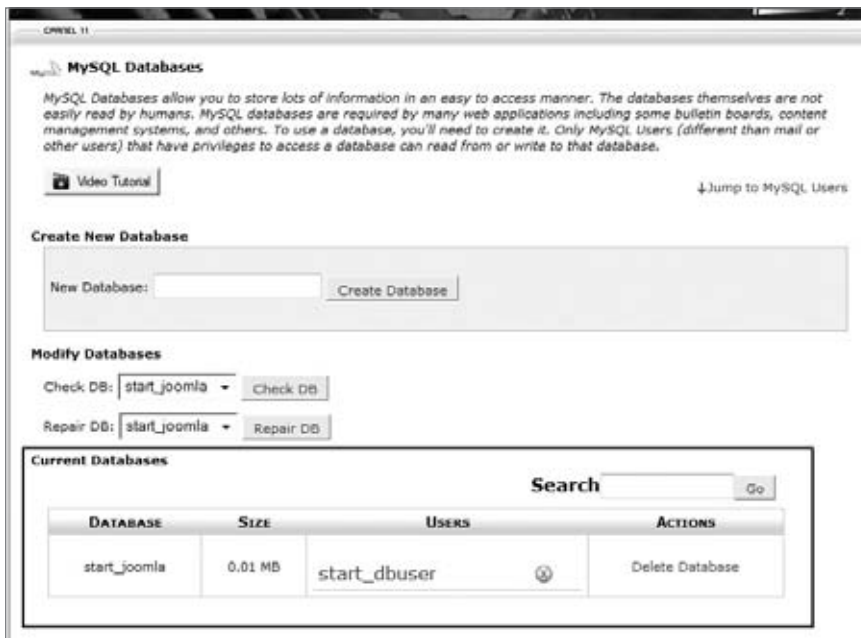 CPANEL 11
MySQL Databases
MySQL Databases allow you to store lots of information in an easy to access manner. The databases themselves are not
easily read by humans. MySQL databases are required by many web applications including some bulletin boards, content
management systems, and others. To use a database, you'll need to create it. Only MySQL Users (different than mail or
other users) that have privileges to access a database can read from or write to that database.
Video Tutorial
↓Jump to MySQL Users
Create New Database
New Database: Create Database
Modify Databases
Check DB: start_joomla Check DB
Repair DB: start_joomla Repair DB
Current Databases
Search Go
DATABASE SIZE USERS ACTIONS
start_joomla 0.01 MB start_dbuser Delete Database